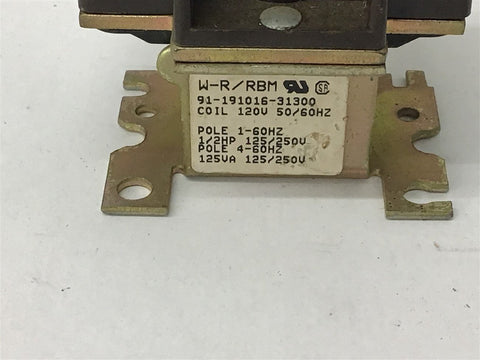 W-R/RBM
91-191016-31300
COIL 120V 50/60HZ
POLE 1-60HZ
1/2HP 125/250V
POLE 4-60HZ
125VA 125/250V